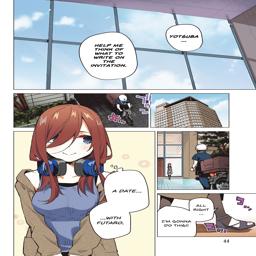 YOTSUBA
...
HELP ME
THINK OF
WHAT TO
WRITE ON
THE
INVITATION.
A DATE...
...WITH
FUTARO.
ALL
RIGHT
...
I'M GONNA
DO THIS!!
44